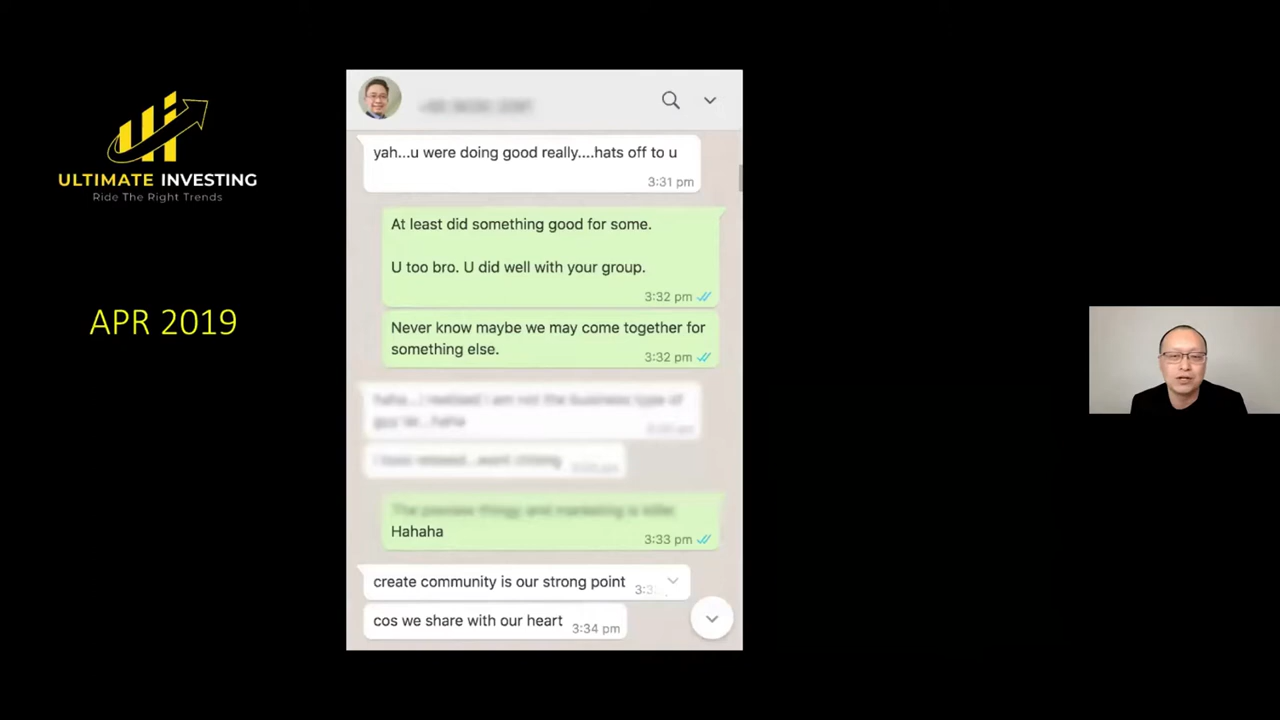 ULTIMATE INVESTING
Ride The Right Trends
APR 2019
yah...u were doing good really....hats off to u
3:31 pm
At least did something good for some.
U too bro. U did well with your group.
3:32 pm
Never know maybe we may come together for
something else.
3:32 pm
Hahaha
3:33 pm
create community is our strong point
cos we share with our heart
3:34 pm